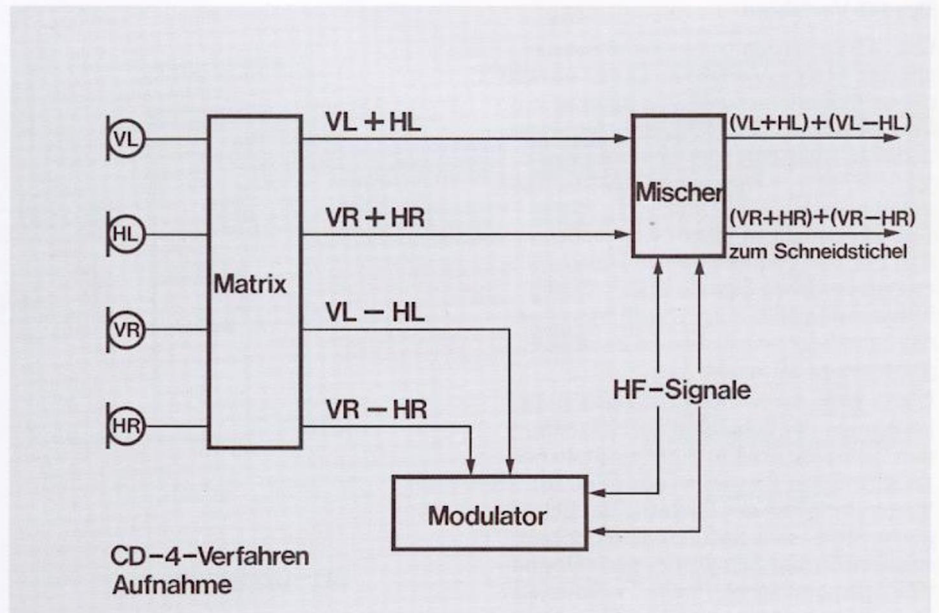 VL
HL
VR
HR
Matrix
VL + HL
VR + HR
VL − HL
VR − HR
Mischer
(VL+HL)+(VL−HL)
(VR+HR)+(VR−HR)
zum Schneidstichel
HF-Signale
Modulator
CD-4-Verfahren
Aufnahme